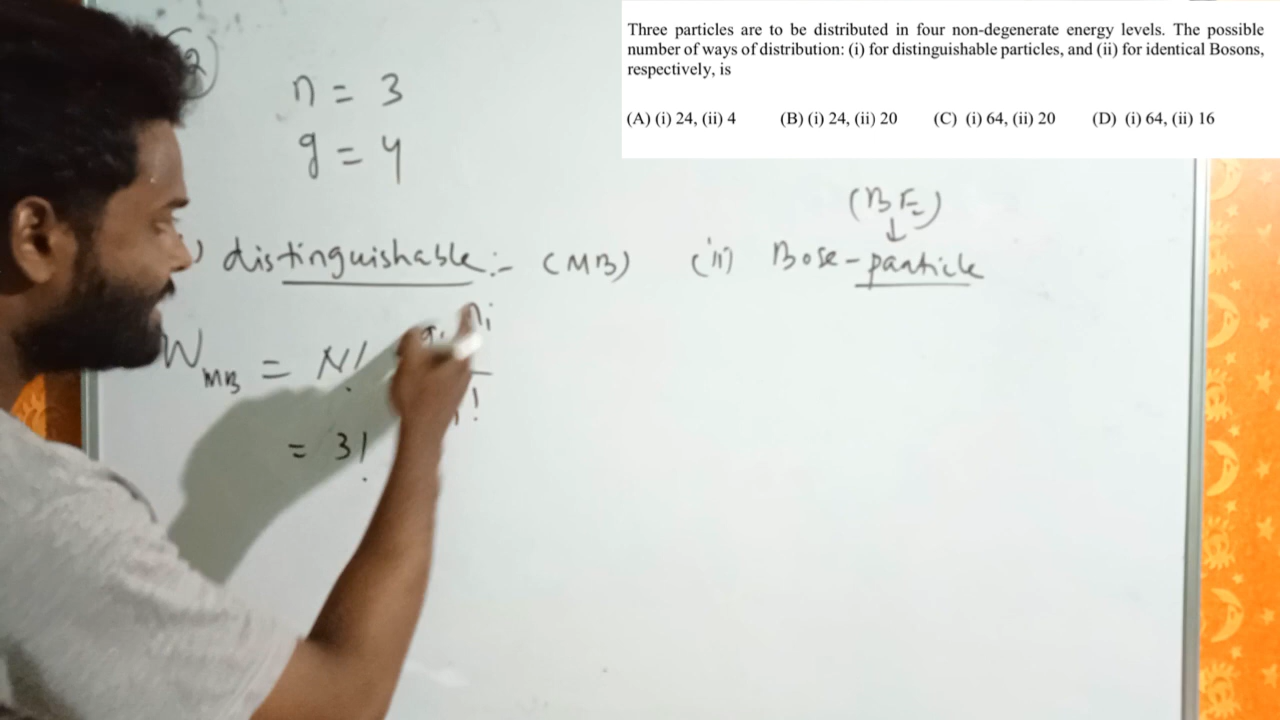 Three particles are to be distributed in four non-degenerate energy levels. The possible
number of ways of distribution: (i) for distinguishable particles, and (ii) for identical Bosons,
respectively, is
(A) (i) 24, (ii) 4 (B) (i) 24, (ii) 20 (C) (i) 64, (ii) 20 (D) (i) 64, (ii) 16
n = 3
g = 4
(BE)
↓
) distinguishable:- (MB) (ii) Bose-particle
W_MB = N!
= 3!